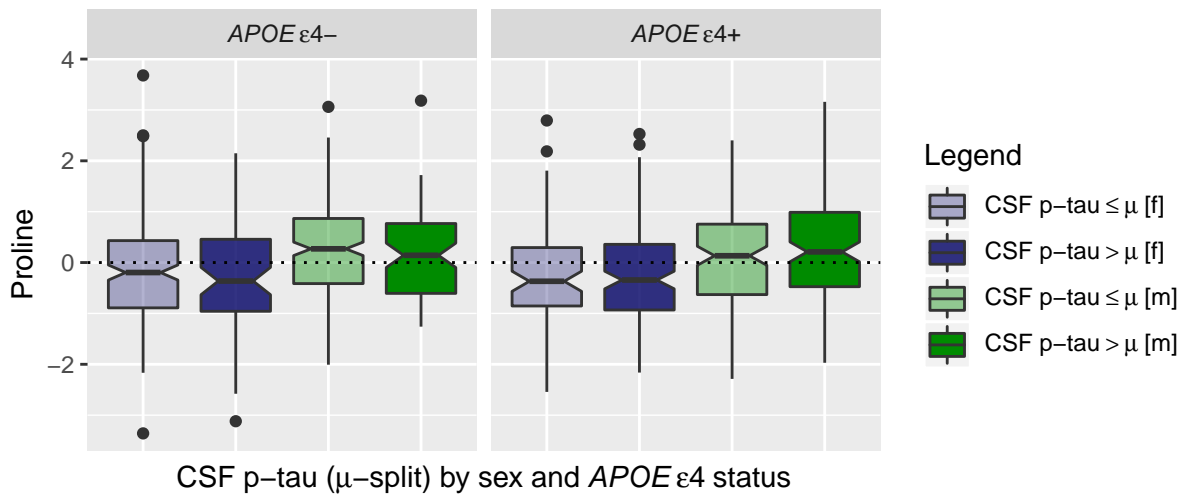 APOE ε4− APOE ε4+
4
2
0
−2
Proline
CSF p−tau (μ−split) by sex and APOE ε4 status
Legend
CSF p−tau ≤ μ [f]
CSF p−tau > μ [f]
CSF p−tau ≤ μ [m]
CSF p−tau > μ [m]